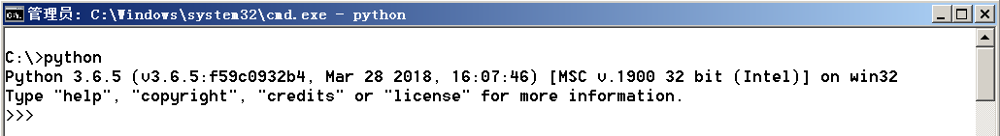 管理员: C:\Windows\system32\cmd.exe - python
C:\>python
Python 3.6.5 (v3.6.5:f59c0932b4, Mar 28 2018, 16:07:46) [MSC v.1900 32 bit (Intel)] on win32
Type "help", "copyright", "credits" or "license" for more information.
>>>